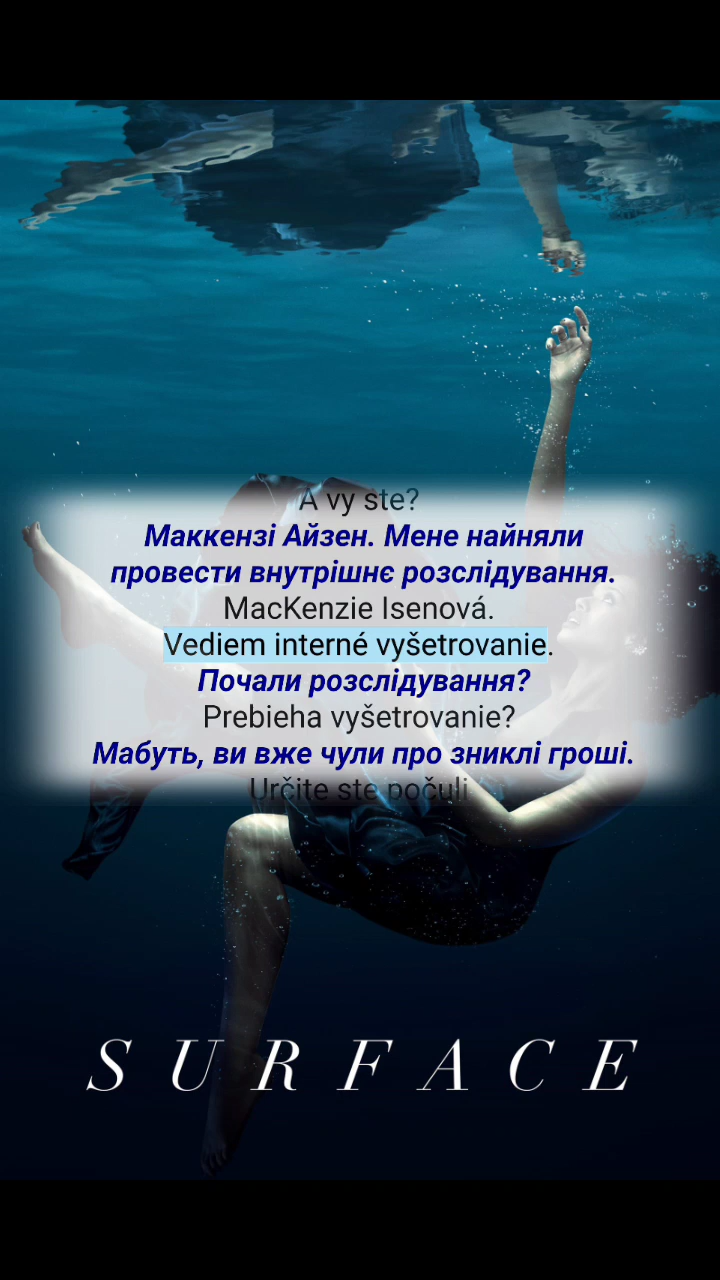 A vy ste?
Маккензі Айзен. Мене найняли
провести внутрішнє розслідування.
MacKenzie Isenová.
Vediem interné vyšetrovanie.
Почали розслідування?
Prebieha vyšetrovanie?
Мабуть, ви вже чули про зниклі гроші.
Určite ste počuli
SURFACE